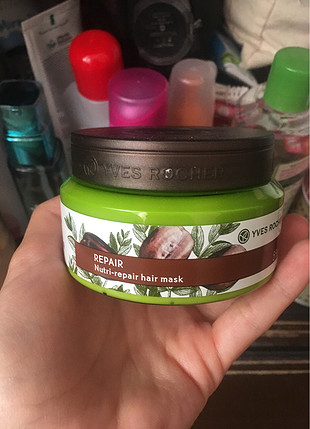 YVES ROCHER
YVES ROCHER
REPAIR
Nutri-repair hair mask